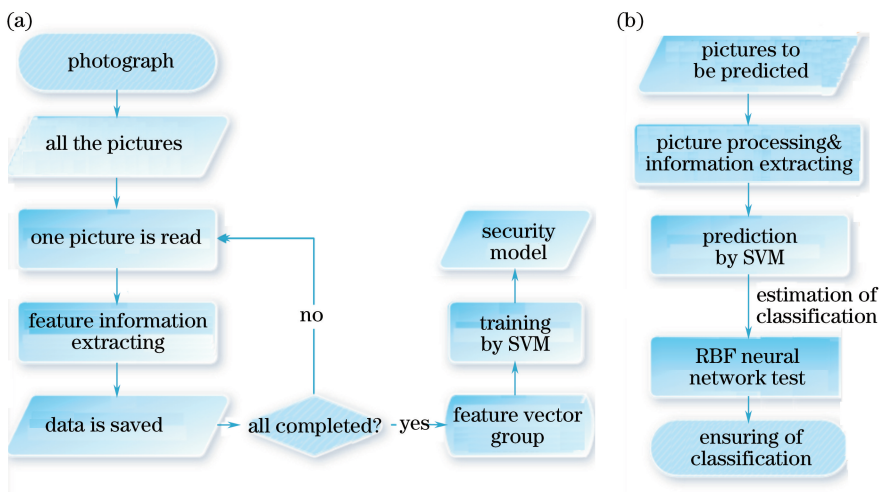 (a)
photograph
all the pictures
one picture is read
feature information
extracting
data is saved
all completed?
no
yes
feature vector
group
training
by SVM
security
model
(b)
pictures to
be predicted
picture processing&
information extracting
prediction
by SVM
estimation of
classification
RBF neural
network test
ensuring of
classification